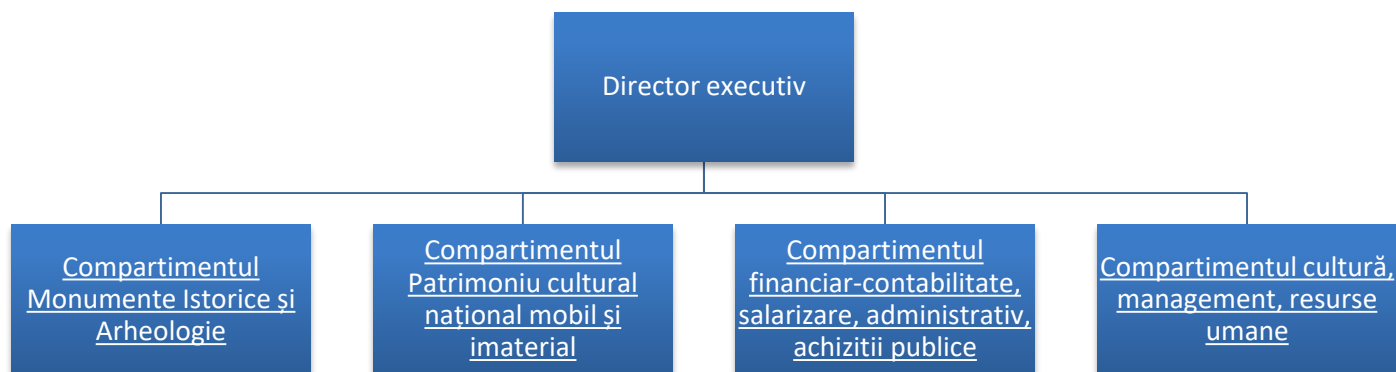 Director executiv
Compartimentul
Monumente Istorice și
Arheologie
Compartimentul
Patrimoniu cultural
național mobil și
imaterial
Compartimentul
financiar-contabilitate,
salarizare, administrativ,
achizitii publice
Compartimentul cultură,
management, resurse
umane